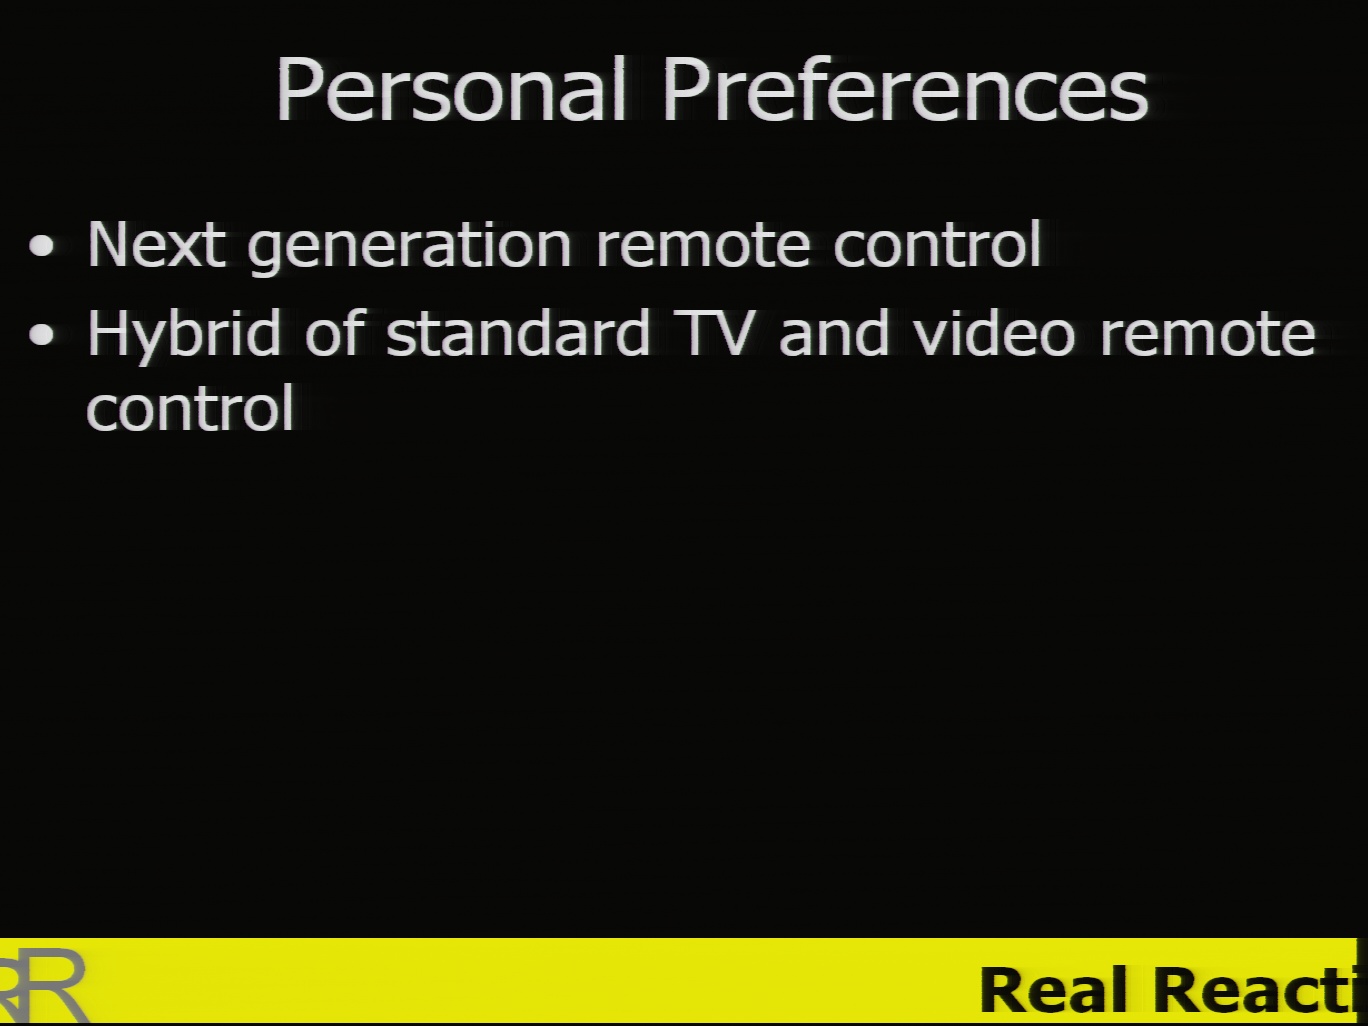 Personal Preferences
• Next generation remote control
• Hybrid of standard TV and video remote
control
RR
Real Reacti